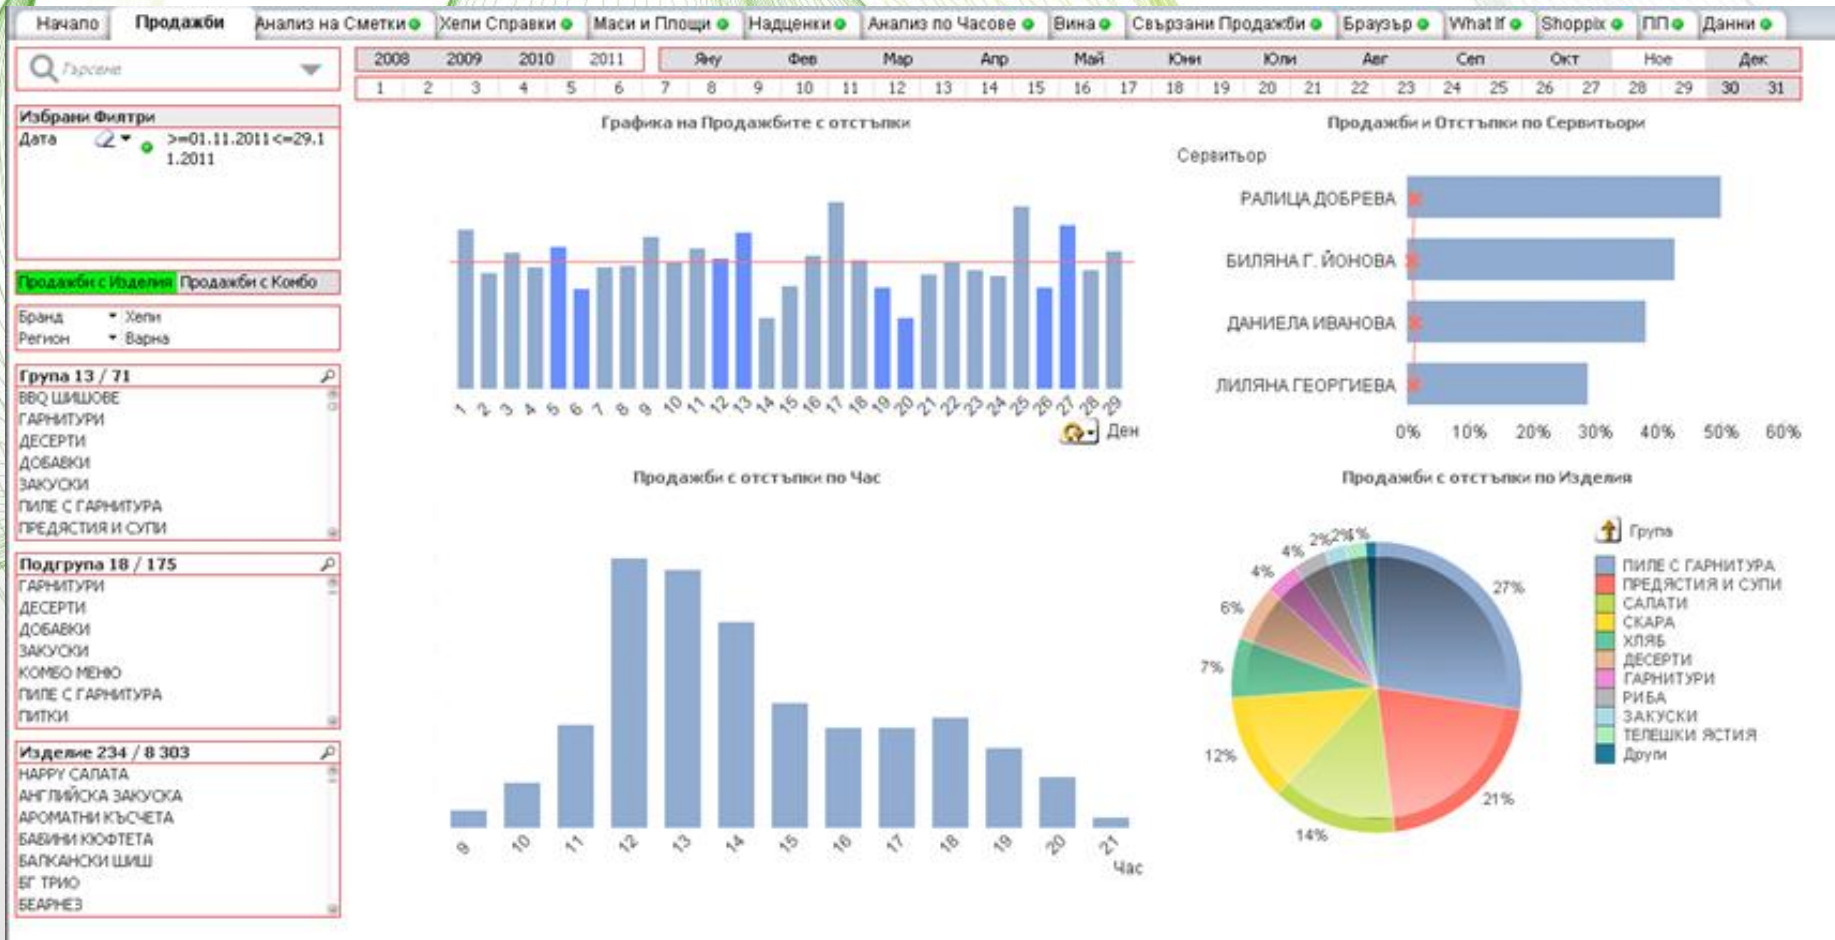 Начало Продажби Анализ на Сметки Хепи Справки Маси и Площи Надценки Анализ по Часове Вина Свързани Продажби Браузър What If Shoppix ПП Данни
Търсене
2008 2009 2010 2011 Яну Фев Мар Апр Май Юни Юли Авг Сеп Окт Ное Дек
1 2 3 4 5 6 7 8 9 10 11 12 13 14 15 16 17 18 19 20 21 22 23 24 25 26 27 28 29 30 31
Избрани Филтри
Дата >=01.11.2011<=29.1
1.2011
Продажби с Изделия Продажби с Комбо
Бранд Хепи
Регион Варна
Група 13 / 71
BBQ ШИШОВЕ
ГАРНИТУРИ
ДЕСЕРТИ
ДОБАВКИ
ЗАКУСКИ
ПИЛЕ С ГАРНИТУРА
ПРЕДЯСТИЯ И СУПИ
Подгрупа 18 / 175
ГАРНИТУРИ
ДЕСЕРТИ
ДОБАВКИ
ЗАКУСКИ
КОМБО МЕНЮ
ПИЛЕ С ГАРНИТУРА
ПИТКИ
Изделие 234 / 8 303
HAPPY САЛАТА
АНГЛИЙСКА ЗАКУСКА
АРОМАТНИ КЪСЧЕТА
БАБИНИ КЮФТЕТА
БАЛКАНСКИ ШИШ
БГ ТРИО
БЕАРНЕЗ
Графика на Продажбите с отстъпки
1 2 3 4 5 6 7 8 9 10 11 12 13 14 15 16 17 18 19 20 21 22 23 24 25 26 27 28 29
Ден
Продажби и Отстъпки по Сервитьори
Сервитьор
РАЛИЦА ДОБРЕВА
БИЛЯНА Г. ЙОНОВА
ДАНИЕЛА ИВАНОВА
ЛИЛЯНА ГЕОРГИЕВА
0% 10% 20% 30% 40% 50% 60%
Продажби с отстъпки по Час
9 10 11 12 13 14 15 16 17 18 19 20 21
Час
Продажби с отстъпки по Изделия
27%
21%
14%
12%
7%
6%
4%
4%
2%
2%
1%
Група
ПИЛЕ С ГАРНИТУРА
ПРЕДЯСТИЯ И СУПИ
САЛАТИ
СКАРА
ХЛЯБ
ДЕСЕРТИ
ГАРНИТУРИ
РИБА
ЗАКУСКИ
ТЕЛЕШКИ ЯСТИЯ
Други